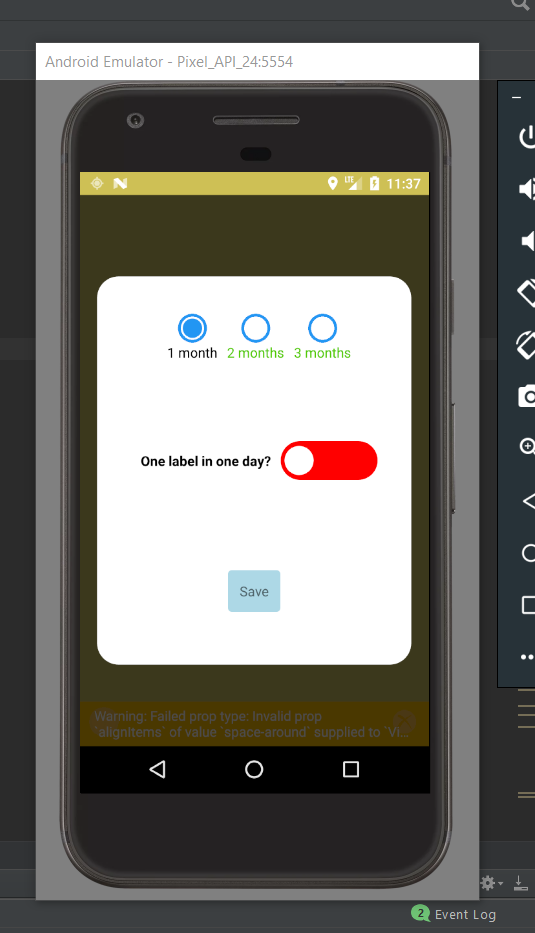 Android Emulator - Pixel_API_24:5554
LTE
11:37
1 month
2 months
3 months
One label in one day?
Save
Warning: Failed prop type: Invalid prop
`alignItems` of value `space-around` supplied to `Vi...
2
Event Log